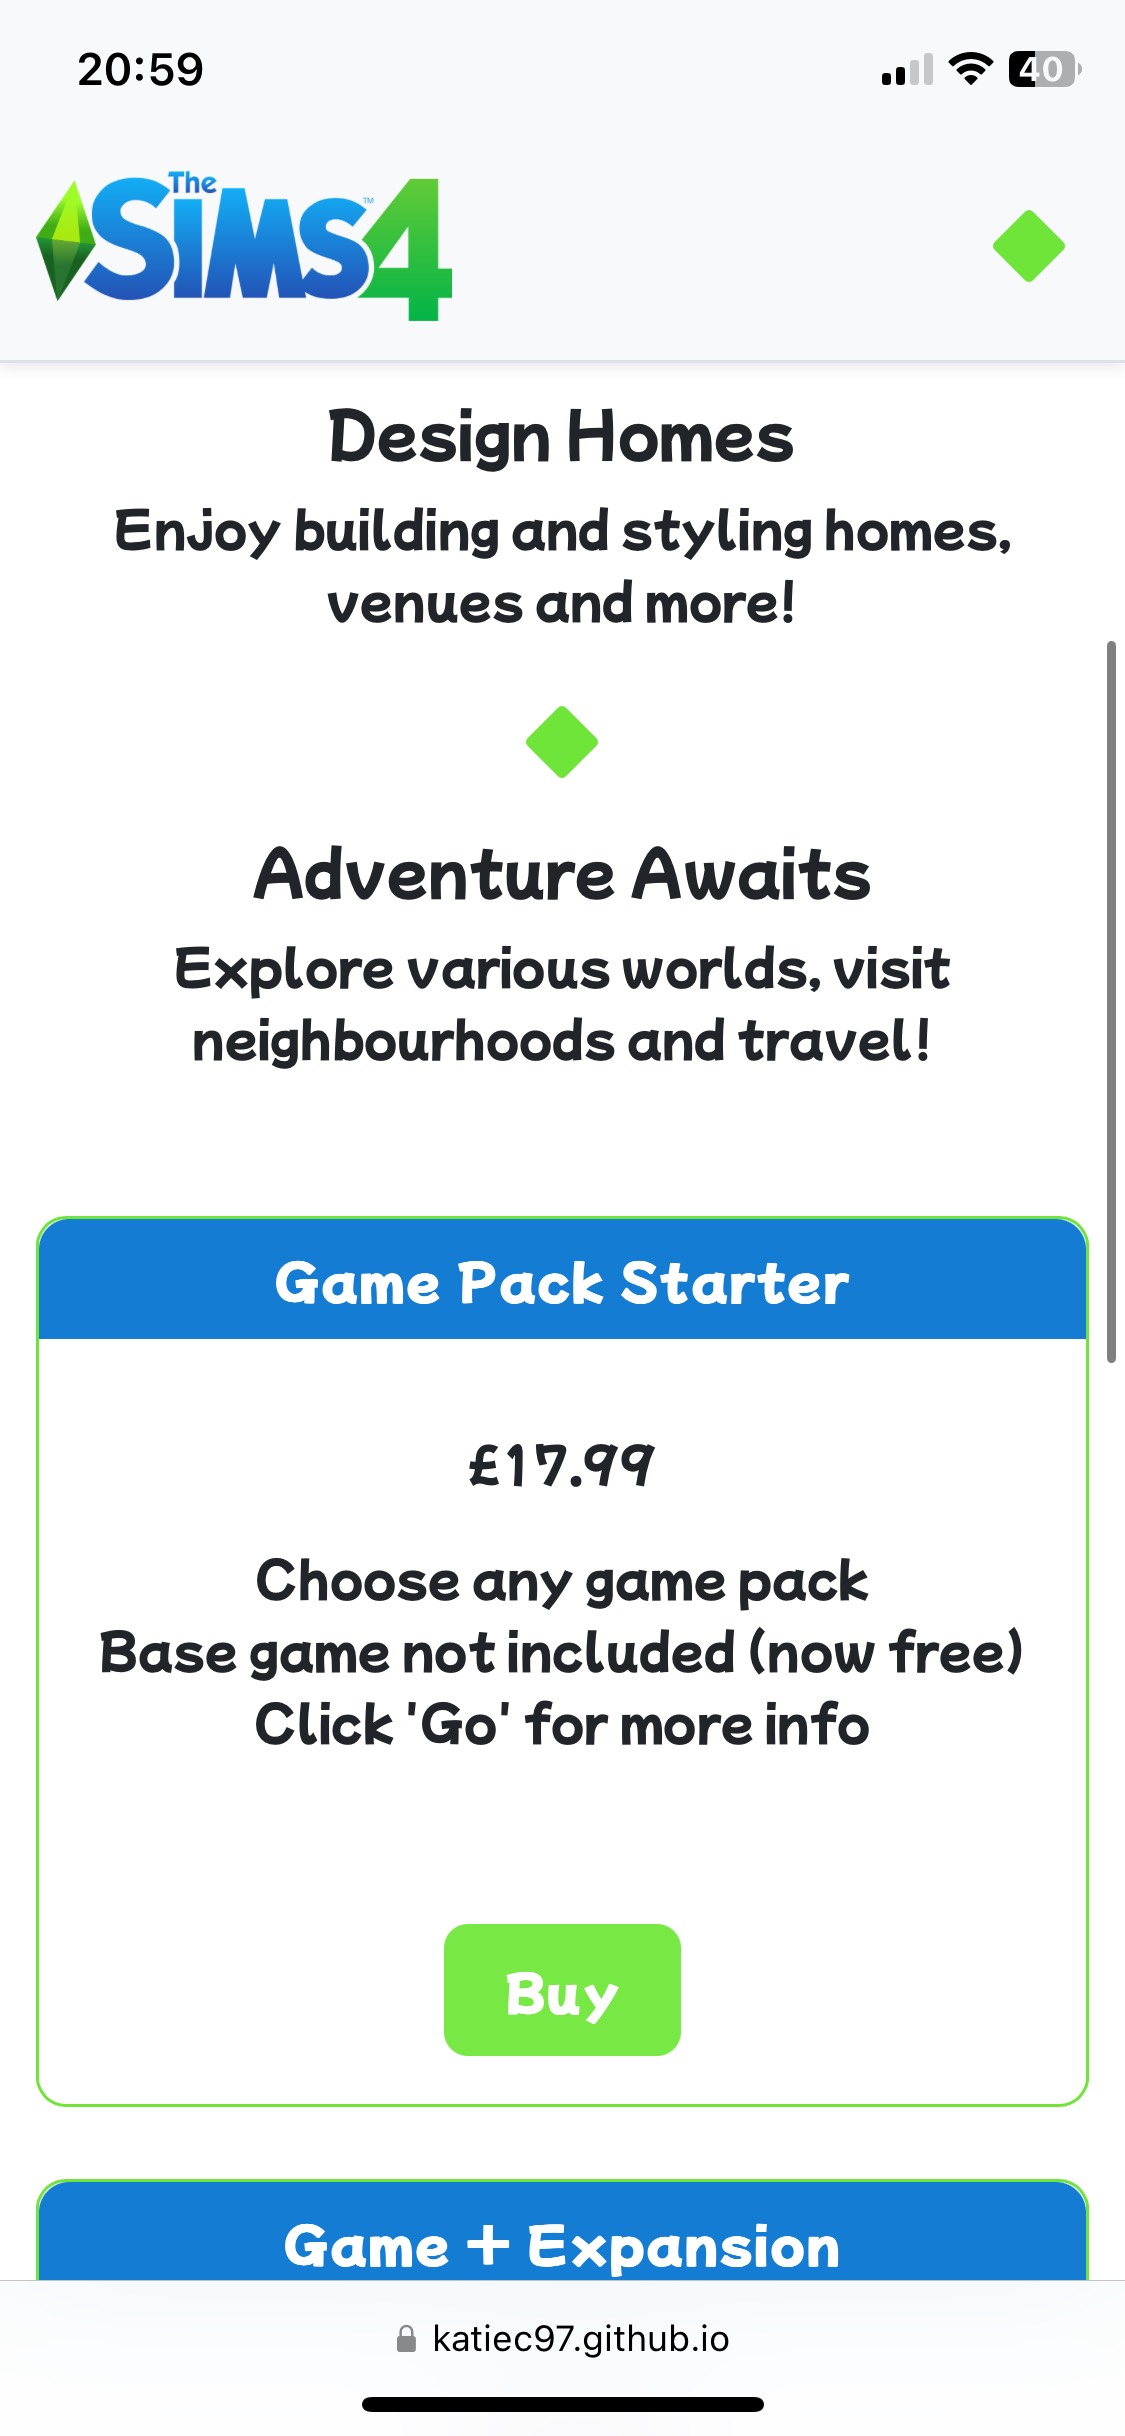 20:59
40
The
SiMS4
TM
Design Homes
Enjoy building and styling homes,
venues and more!
Adventure Awaits
Explore various worlds, visit
neighbourhoods and travel!
Game Pack Starter
£17.99
Choose any game pack
Base game not included (now free)
Click 'Go' for more info
Buy
Game + Expansion
katiec97.github.io